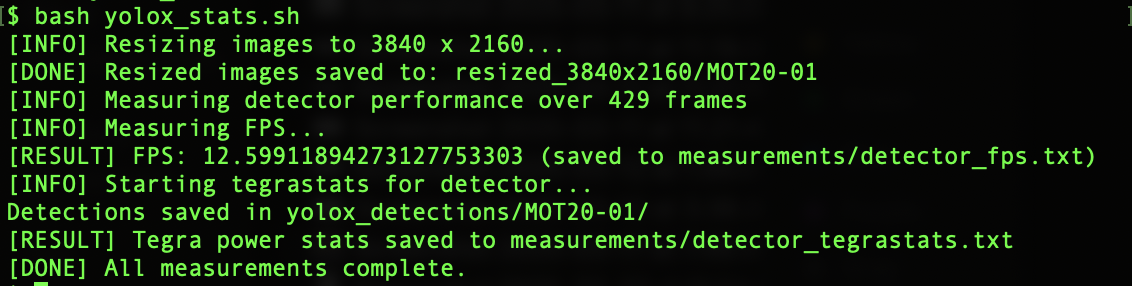 [$ bash yolox_stats.sh ]
[INFO] Resizing images to 3840 x 2160...
[DONE] Resized images saved to: resized_3840x2160/MOT20-01
[INFO] Measuring detector performance over 429 frames
[INFO] Measuring FPS...
[RESULT] FPS: 12.59911894273127753303 (saved to measurements/detector_fps.txt)
[INFO] Starting tegrastats for detector...
Detections saved in yolox_detections/MOT20-01/
[RESULT] Tegra power stats saved to measurements/detector_tegrastats.txt
[DONE] All measurements complete.